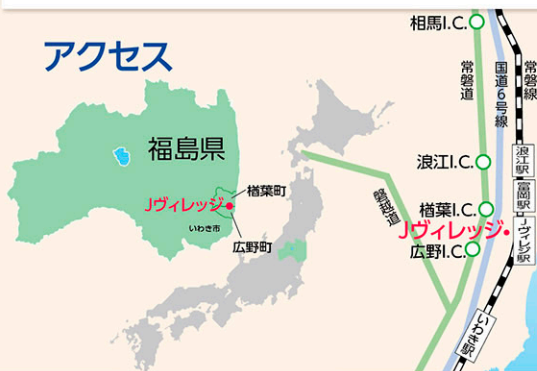 アクセス
福島県
Jヴィレッジ
楢葉町
いわき市
広野町
相馬I.C.
常磐道
国道6号線
常磐線
浪江I.C.
浪江駅
富岡駅
楢葉I.C.
Jヴィレッジ
Jヴィレッジ駅
広野I.C.
磐越道
いわき駅